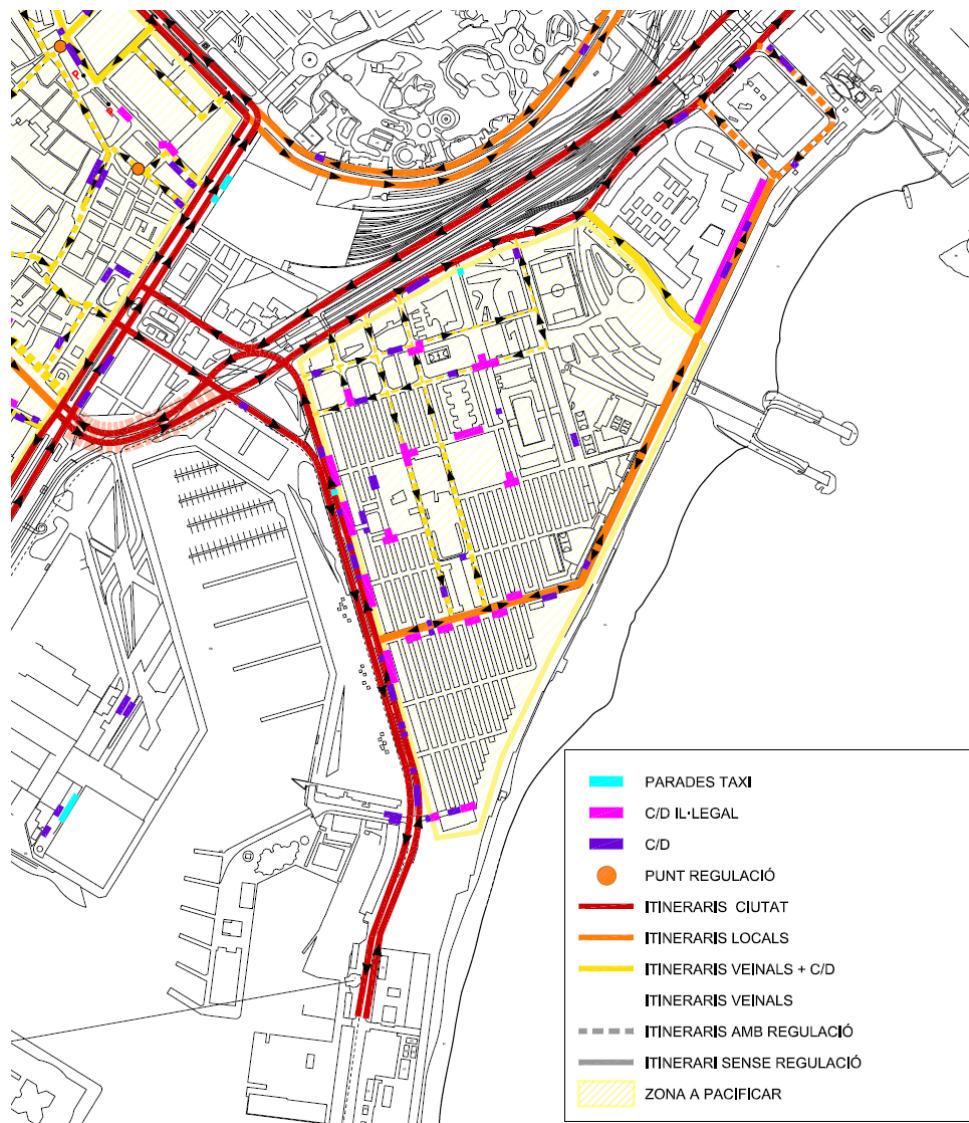 P.
P.
PARADES TAXI
C/D IL·LEGAL
C/D
PUNT REGULACIÓ
ITINERARIS CIUTAT
ITINERARIS LOCALS
ITINERARIS VEINALS + C/D
ITINERARIS VEINALS
ITINERARIS AMB REGULACIÓ
ITINERARI SENSE REGULACIÓ
ZONA A PACIFICAR